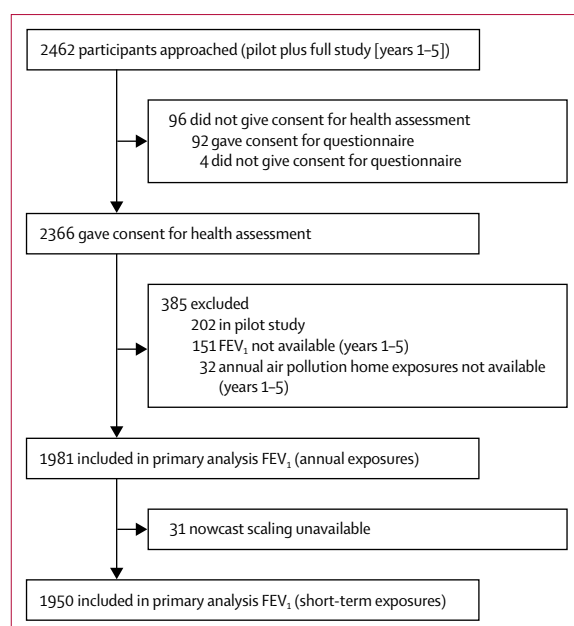 2462 participants approached (pilot plus full study [years 1–5])
96 did not give consent for health assessment
92 gave consent for questionnaire
4 did not give consent for questionnaire
2366 gave consent for health assessment
385 excluded
202 in pilot study
151 FEV₁ not available (years 1–5)
32 annual air pollution home exposures not available
(years 1–5)
1981 included in primary analysis FEV₁ (annual exposures)
31 nowcast scaling unavailable
1950 included in primary analysis FEV₁ (short-term exposures)